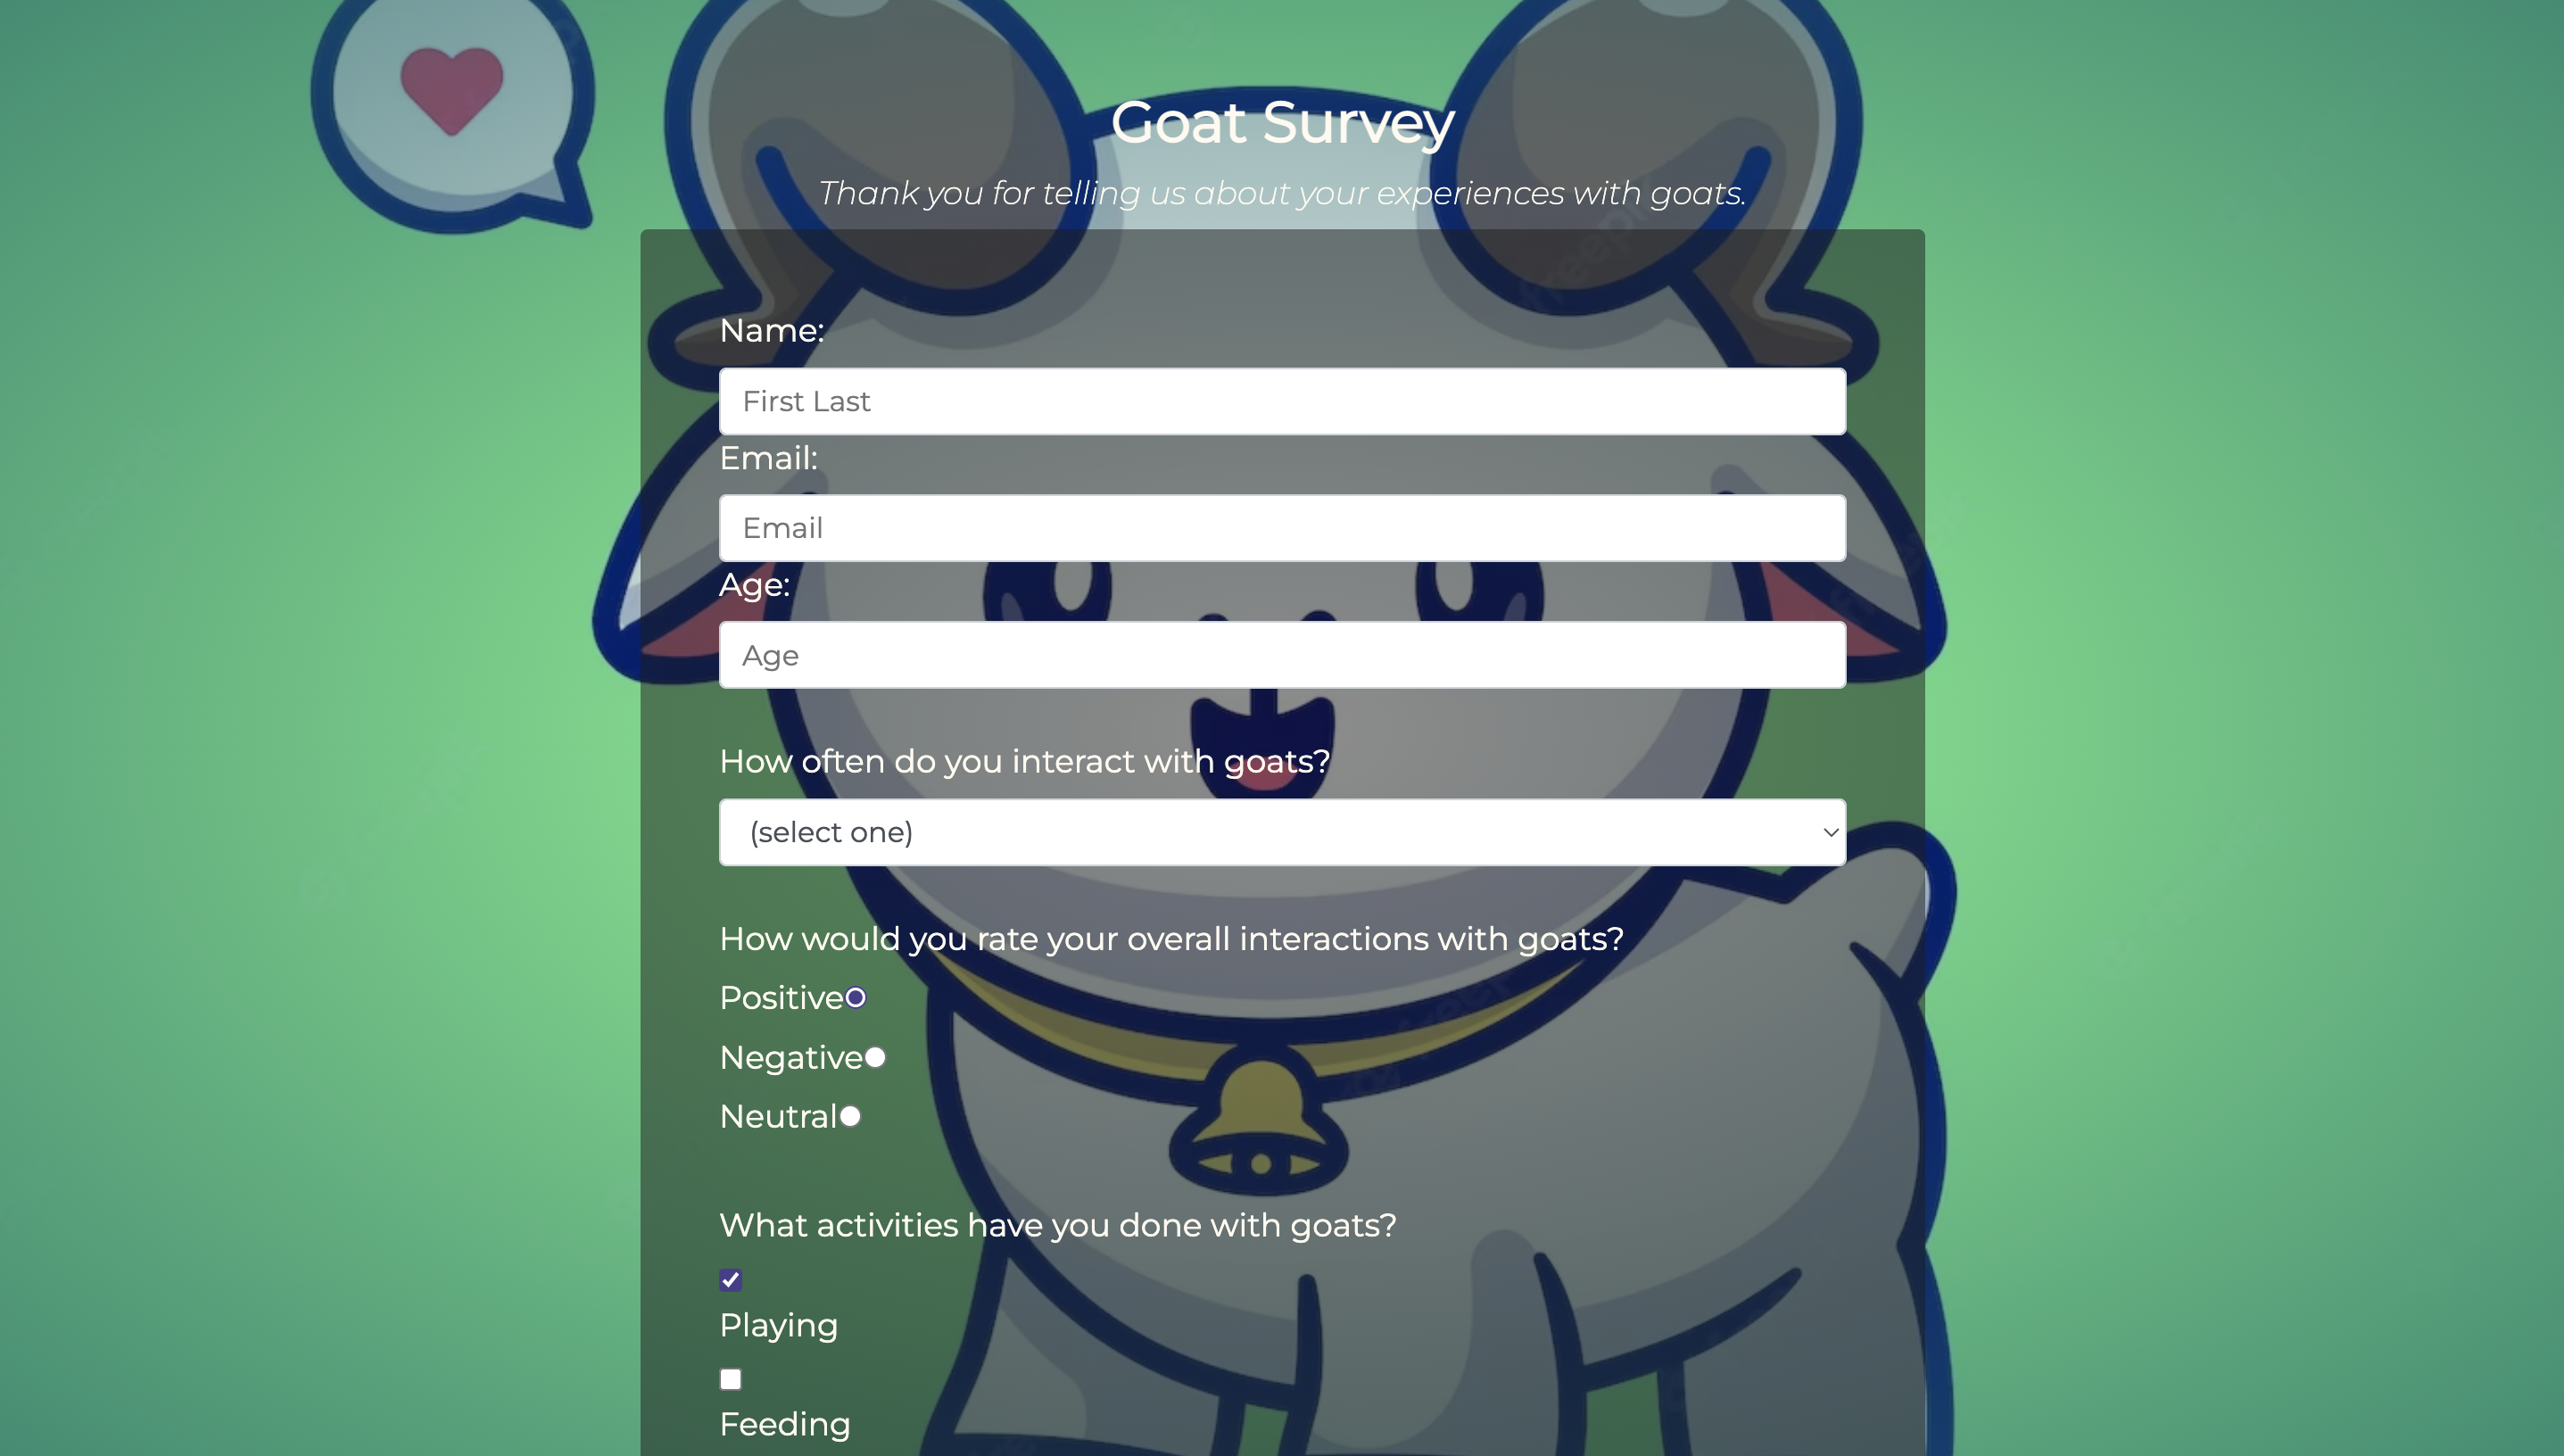 Goat Survey
Thank you for telling us about your experiences with goats.
Name:
First Last
Email:
Email
Age:
Age
How often do you interact with goats?
(select one)
How would you rate your overall interactions with goats?
Positive
Negative
Neutral
What activities have you done with goats?
Playing
Feeding